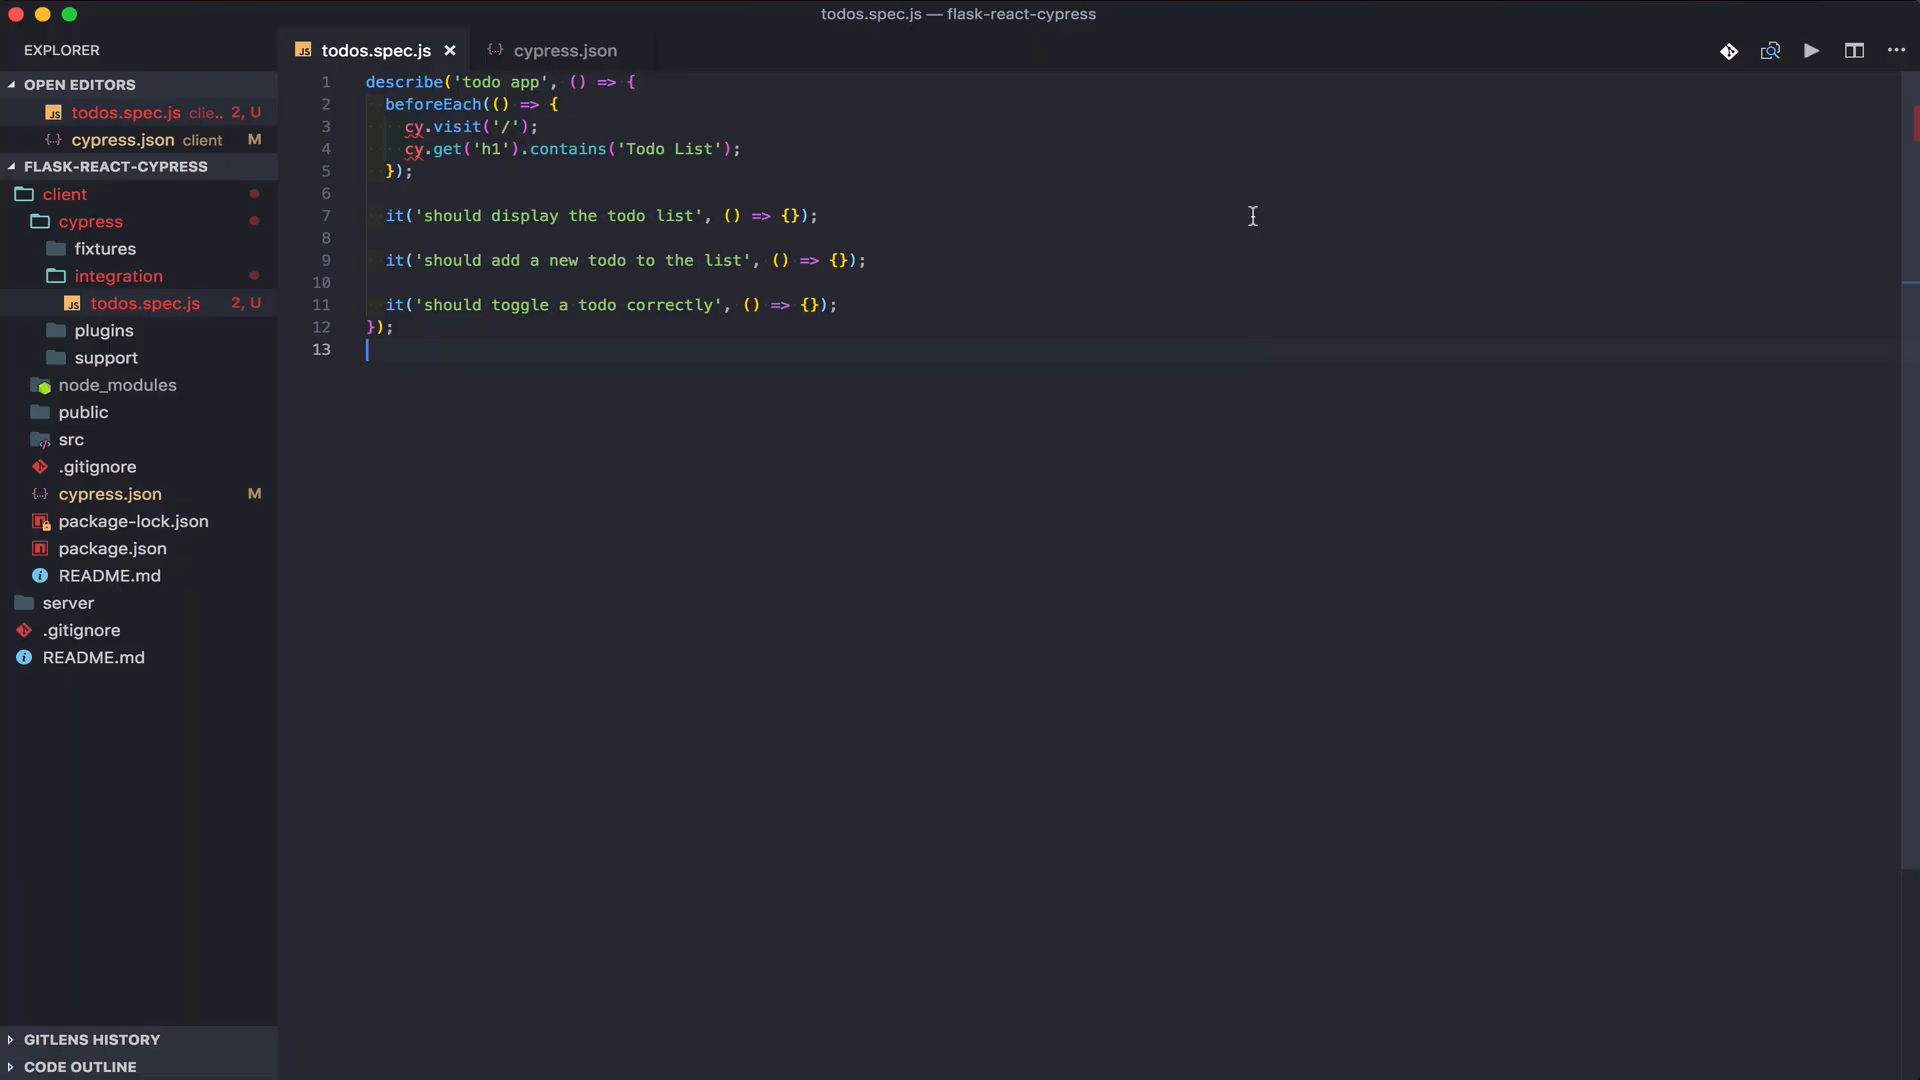 todos.spec.js — flask-react-cypress
EXPLORER
OPEN EDITORS
todos.spec.js clie.. 2, U
cypress.json client M
FLASK-REACT-CYPRESS
client
cypress
fixtures
integration
todos.spec.js 2, U
plugins
support
node_modules
public
src
.gitignore
cypress.json M
package-lock.json
package.json
README.md
server
.gitignore
README.md
GITLENS HISTORY
CODE OUTLINE
todos.spec.js
cypress.json
1 describe('todo app', () => {
2   beforeEach(() => {
3     cy.visit('/');
4     cy.get('h1').contains('Todo List');
5   });
6
7   it('should display the todo list', () => {});
8
9   it('should add a new todo to the list', () => {});
10
11   it('should toggle a todo correctly', () => {});
12 });
13